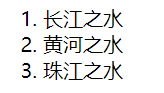 1. 长江之水
2. 黄河之水
3. 珠江之水